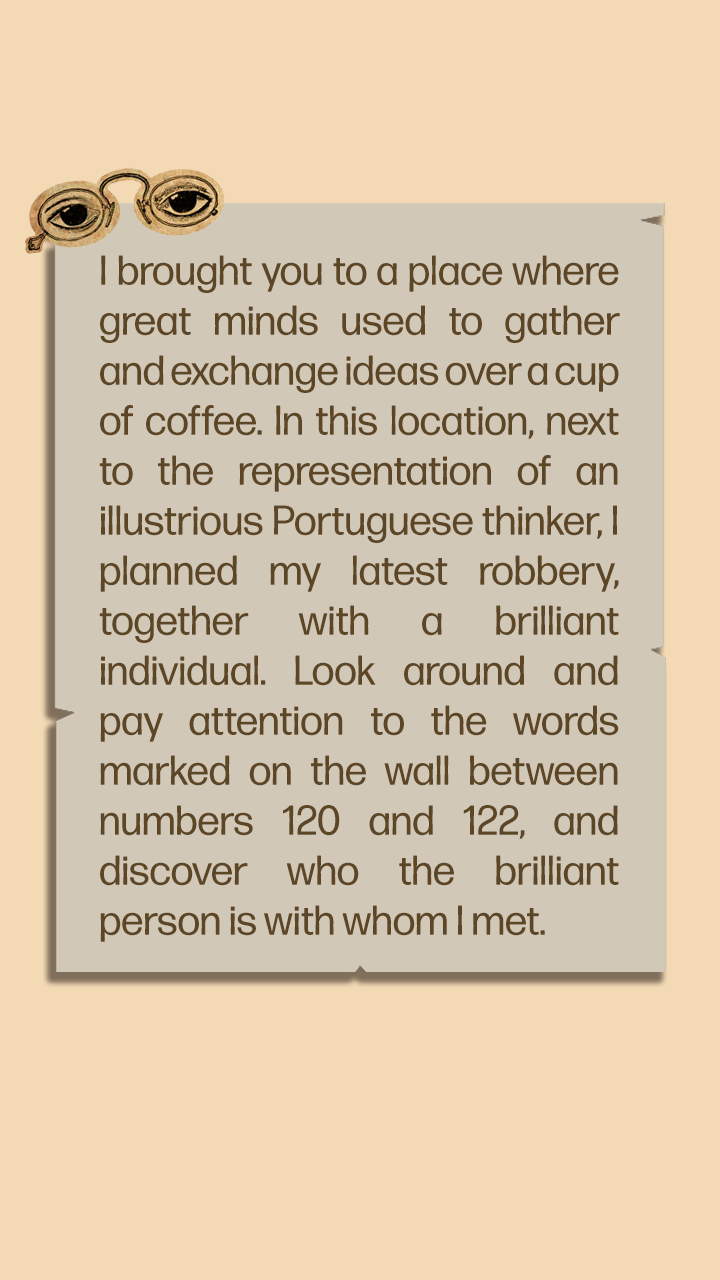 I brought you to a place where
great minds used to gather
and exchange ideas over a cup
of coffee. In this location, next
to the representation of an
illustrious Portuguese thinker, I
planned my latest robbery,
together with a brilliant
individual. Look around and
pay attention to the words
marked on the wall between
numbers 120 and 122, and
discover who the brilliant
person is with whom I met.